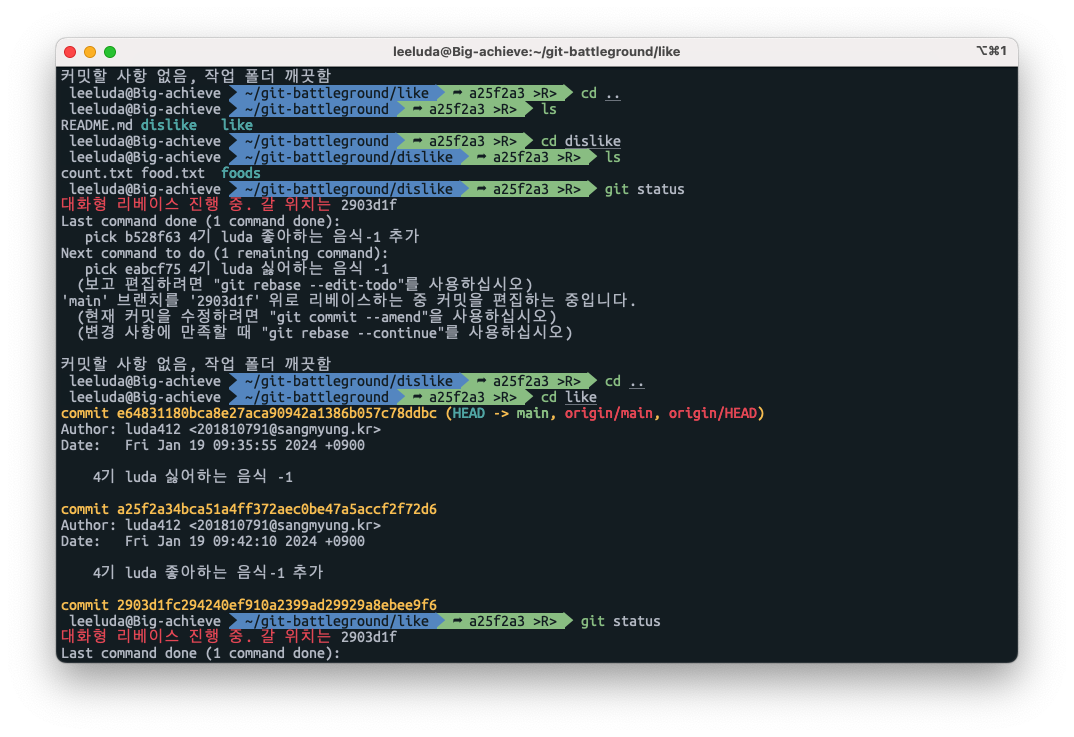 leeluda@Big-achieve:~/git-battleground/like ⌥⌘1
커밋할 사항 없음, 작업 폴더 깨끗함
leeluda@Big-achieve ~/git-battleground/like ➦ a25f2a3 >R> cd ..
leeluda@Big-achieve ~/git-battleground ➦ a25f2a3 >R> ls
README.md dislike like
leeluda@Big-achieve ~/git-battleground ➦ a25f2a3 >R> cd dislike
leeluda@Big-achieve ~/git-battleground/dislike ➦ a25f2a3 >R> ls
count.txt food.txt foods
leeluda@Big-achieve ~/git-battleground/dislike ➦ a25f2a3 >R> git status
대화형 리베이스 진행 중. 갈 위치는 2903d1f
Last command done (1 command done):
pick b528f63 4기 luda 좋아하는 음식-1 추가
Next command to do (1 remaining command):
pick eabcf75 4기 luda 싫어하는 음식 -1
(보고 편집하려면 "git rebase --edit-todo"를 사용하십시오)
'main' 브랜치를 '2903d1f' 위로 리베이스하는 중 커밋을 편집하는 중입니다.
(현재 커밋을 수정하려면 "git commit --amend"을 사용하십시오)
(변경 사항에 만족할 때 "git rebase --continue"를 사용하십시오)
커밋할 사항 없음, 작업 폴더 깨끗함
leeluda@Big-achieve ~/git-battleground/dislike ➦ a25f2a3 >R> cd ..
leeluda@Big-achieve ~/git-battleground ➦ a25f2a3 >R> cd like
commit e64831180bca8e27aca90942a1386b057c78ddbc (HEAD -> main, origin/main, origin/HEAD)
Author: luda412 <201810791@sangmyung.kr>
Date: Fri Jan 19 09:35:55 2024 +0900
4기 luda 싫어하는 음식 -1
commit a25f2a34bca51a4ff372aec0be47a5accf2f72d6
Author: luda412 <201810791@sangmyung.kr>
Date: Fri Jan 19 09:42:10 2024 +0900
4기 luda 좋아하는 음식-1 추가
commit 2903d1fc294240ef910a2399ad29929a8ebee9f6
leeluda@Big-achieve ~/git-battleground/like ➦ a25f2a3 >R> git status
대화형 리베이스 진행 중. 갈 위치는 2903d1f
Last command done (1 command done):